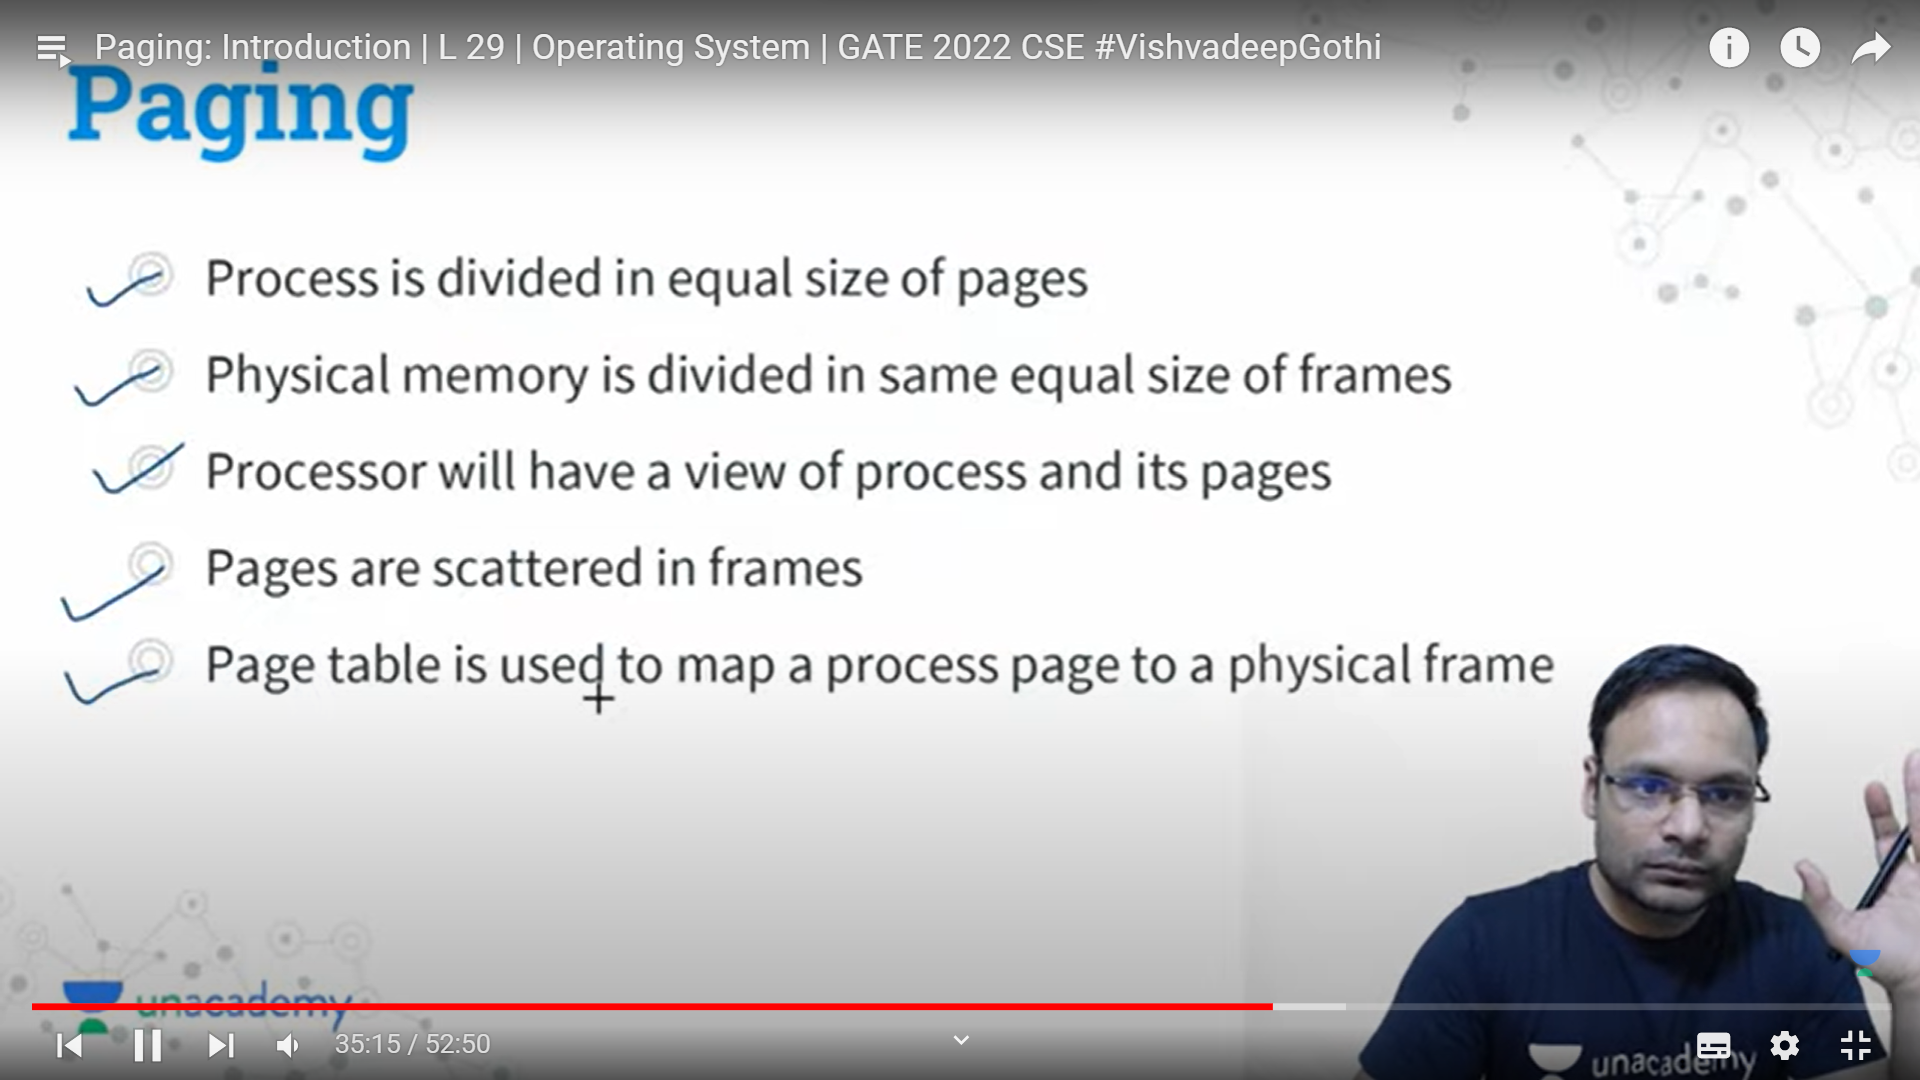 Paging: Introduction | L 29 | Operating System | GATE 2022 CSE #VishvadeepGothi
Paging
Process is divided in equal size of pages
Physical memory is divided in same equal size of frames
Processor will have a view of process and its pages
Pages are scattered in frames
Page table is used to map a process page to a physical frame
unacademy
35:15 / 52:50
unacademy